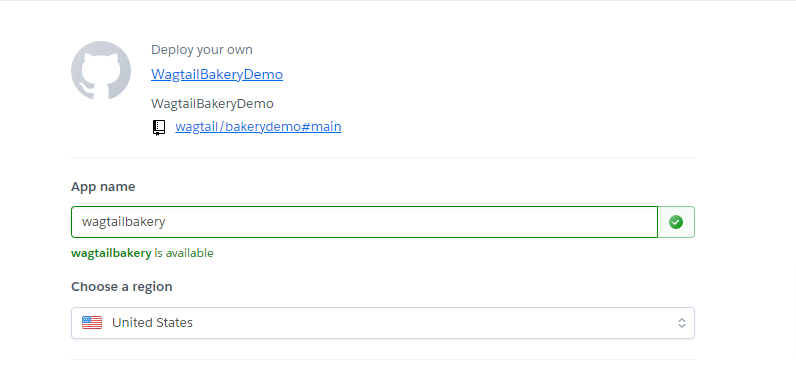 Deploy your own
WagtailBakeryDemo
WagtailBakeryDemo
wagtail/bakerydemo#main
App name
wagtailbakery
wagtailbakery is available
Choose a region
United States